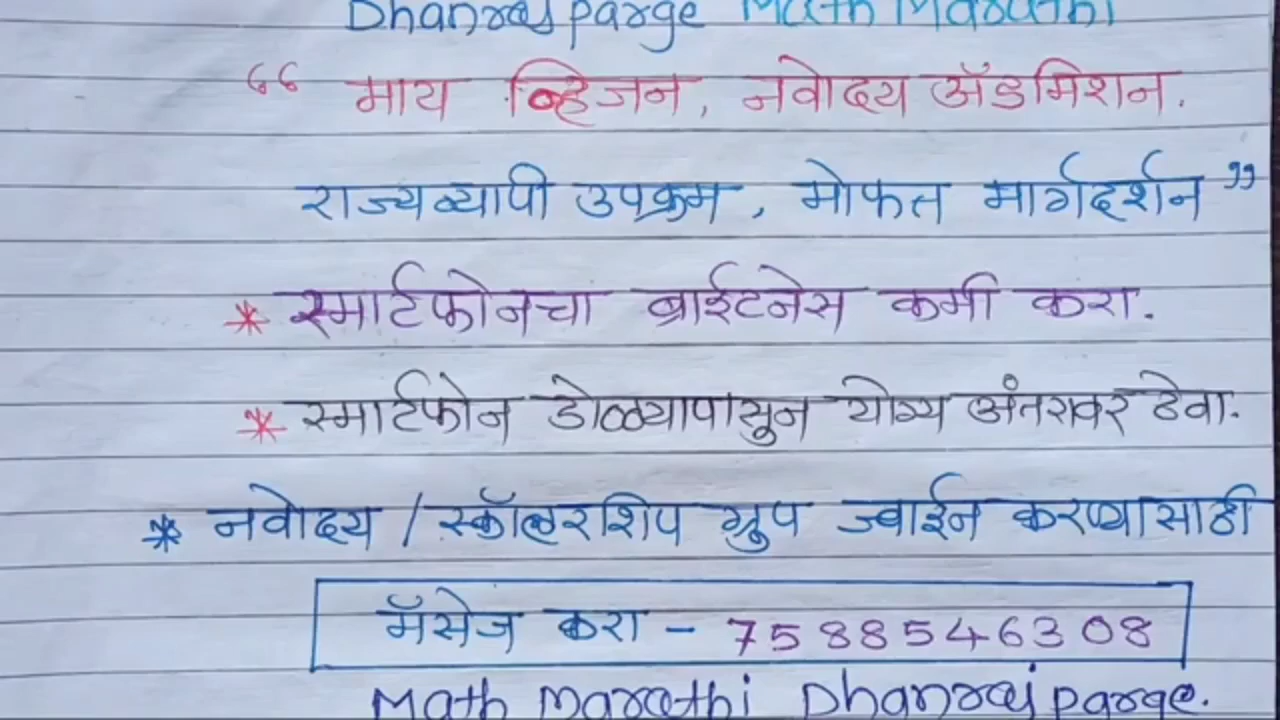 Dhanraj parge Math Marathi
“ माय व्हिजन, नवोदय ॲडमिशन.
राज्यव्यापी उपक्रम, मोफत मार्गदर्शन ”
* स्मार्टफोनचा ब्राईटनेस कमी करा.
* स्मार्टफोन डोळ्यापासुन योग्य अंतरावर ठेवा.
* नवोदय / स्कॉलरशिप ग्रुप ज्वाईन करण्यासाठी
मॅसेज करा - 7588546308
Math Marathi Dhanraj parge.